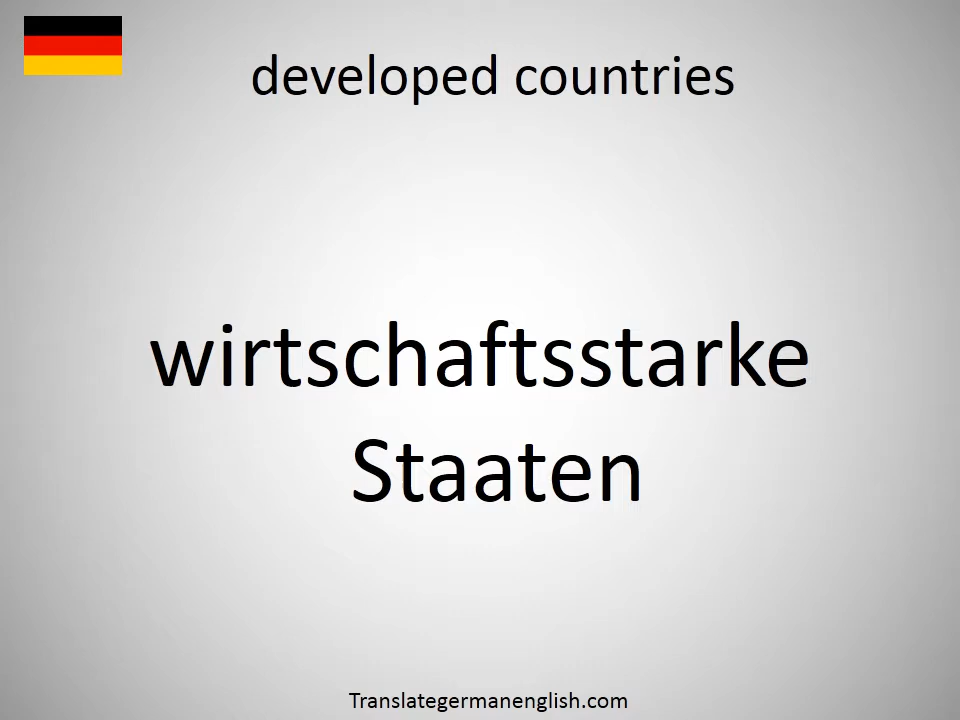 developed countries
wirtschaftsstarke
Staaten
Translategermanenglish.com